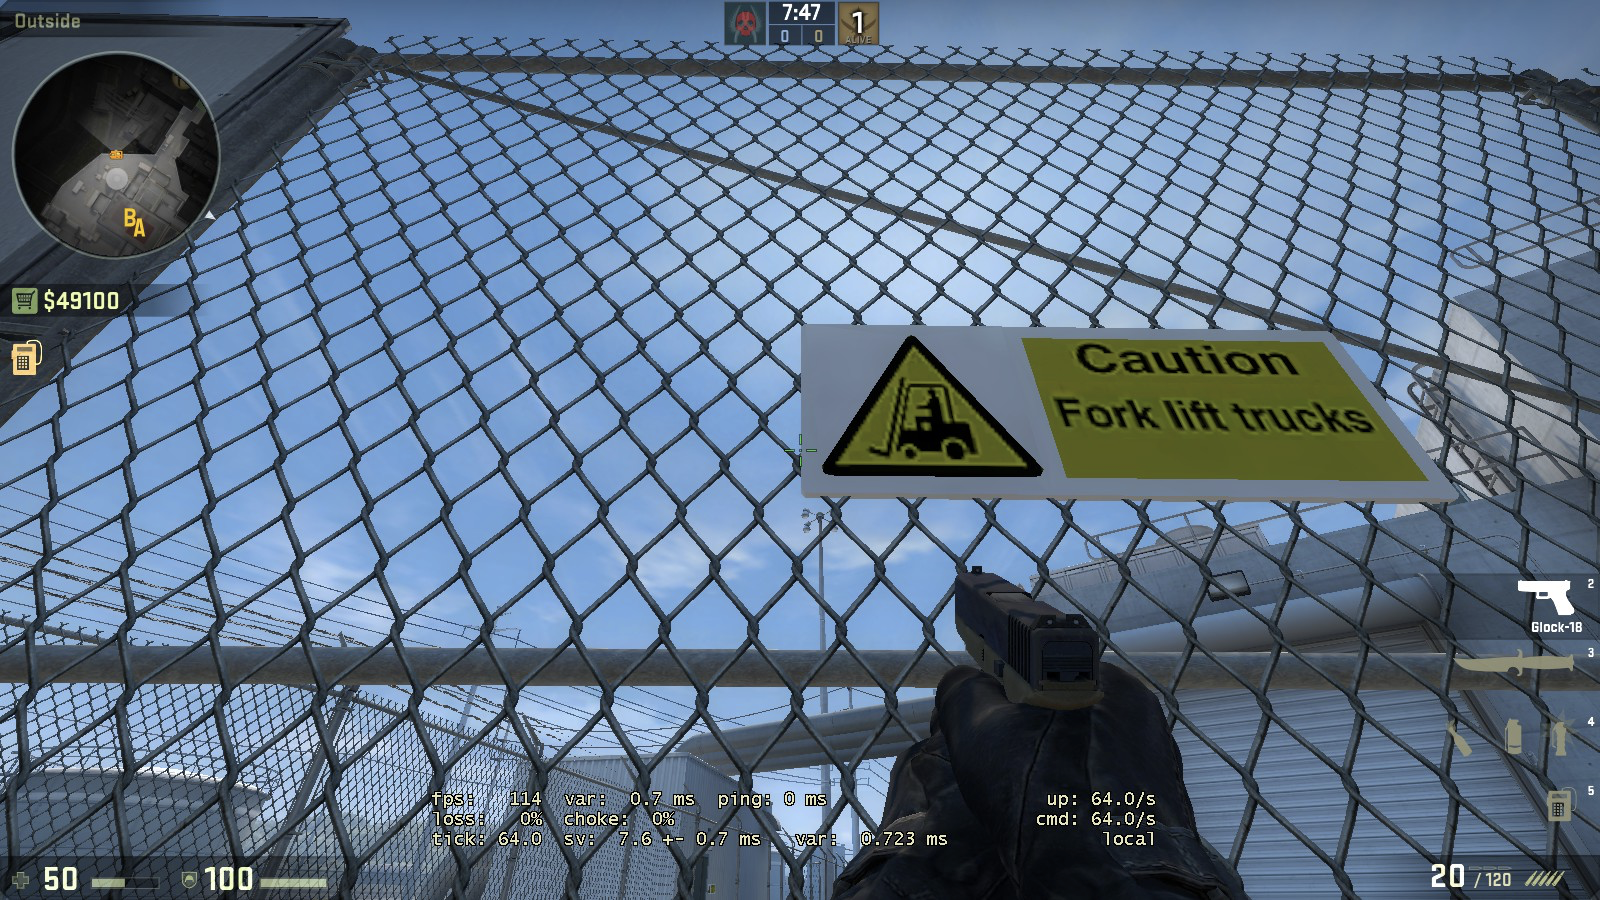 Outside
7:47
0 0
1
ALIVE
B
A
$49100
Caution
Fork lift trucks
2
Glock-18
3
4
5
fps: 114 var: 0.7 ms ping: 0 ms
up: 64.0/s
loss: 0% choke: 0%
cmd: 64.0/s
tick: 64.0 sv: 7.6 +- 0.7 ms var: 0.723 ms
local
50
100
20 / 120